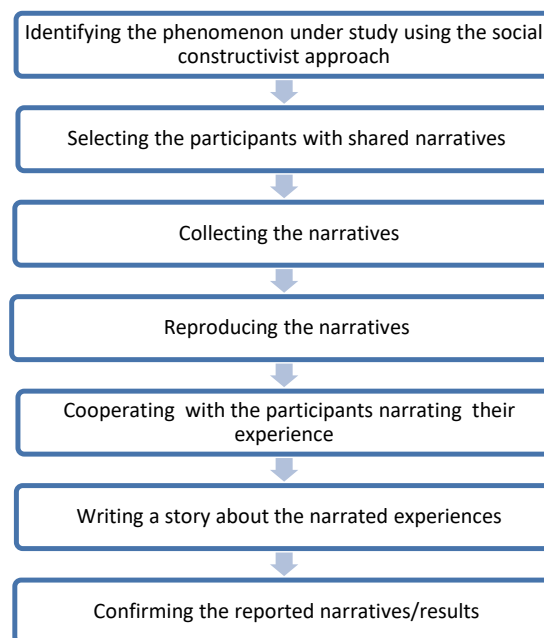 Identifying the phenomenon under study using the social
constructivist approach
Selecting the participants with shared narratives
Collecting the narratives
Reproducing the narratives
Cooperating  with the participants narrating  their
experience
Writing a story about the narrated experiences
Confirming the reported narratives/results